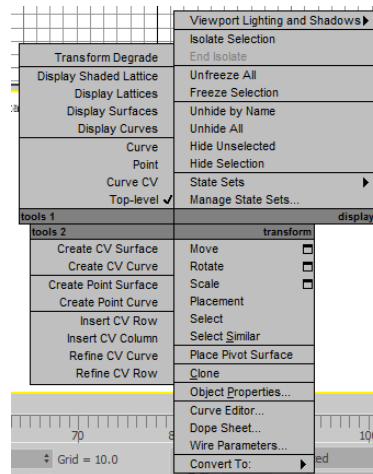 Viewport Lighting and Shadows
Isolate Selection
End Isolate
Unfreeze All
Freeze Selection
Unhide by Name
Unhide All
Hide Unselected
Hide Selection
State Sets
Manage State Sets...
display
Transform Degrade
Display Shaded Lattice
Display Lattices
Display Surfaces
Display Curves
Curve
Point
Curve CV
Top-level
tools 1
tools 2
Create CV Surface
Create CV Curve
Create Point Surface
Create Point Curve
Insert CV Row
Insert CV Column
Refine CV Curve
Refine CV Row
transform
Move
Rotate
Scale
Placement
Select
Select Similar
Place Pivot Surface
Clone
Object Properties...
Curve Editor...
Dope Sheet...
Wire Parameters...
Convert To:
70
Grid = 10.0